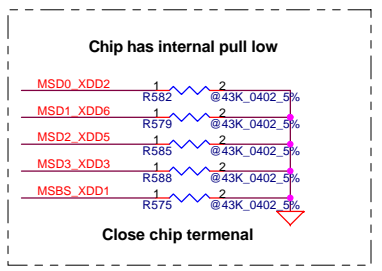 Chip has internal pull low
MSD0_XDD2 1 2
R582 @43K_0402_5%
MSD1_XDD6 1 2
R579 @43K_0402_5%
MSD2_XDD5 1 2
R585 @43K_0402_5%
MSD3_XDD3 1 2
R588 @43K_0402_5%
MSBS_XDD1 1 2
R575 @43K_0402_5%
Close chip termenal